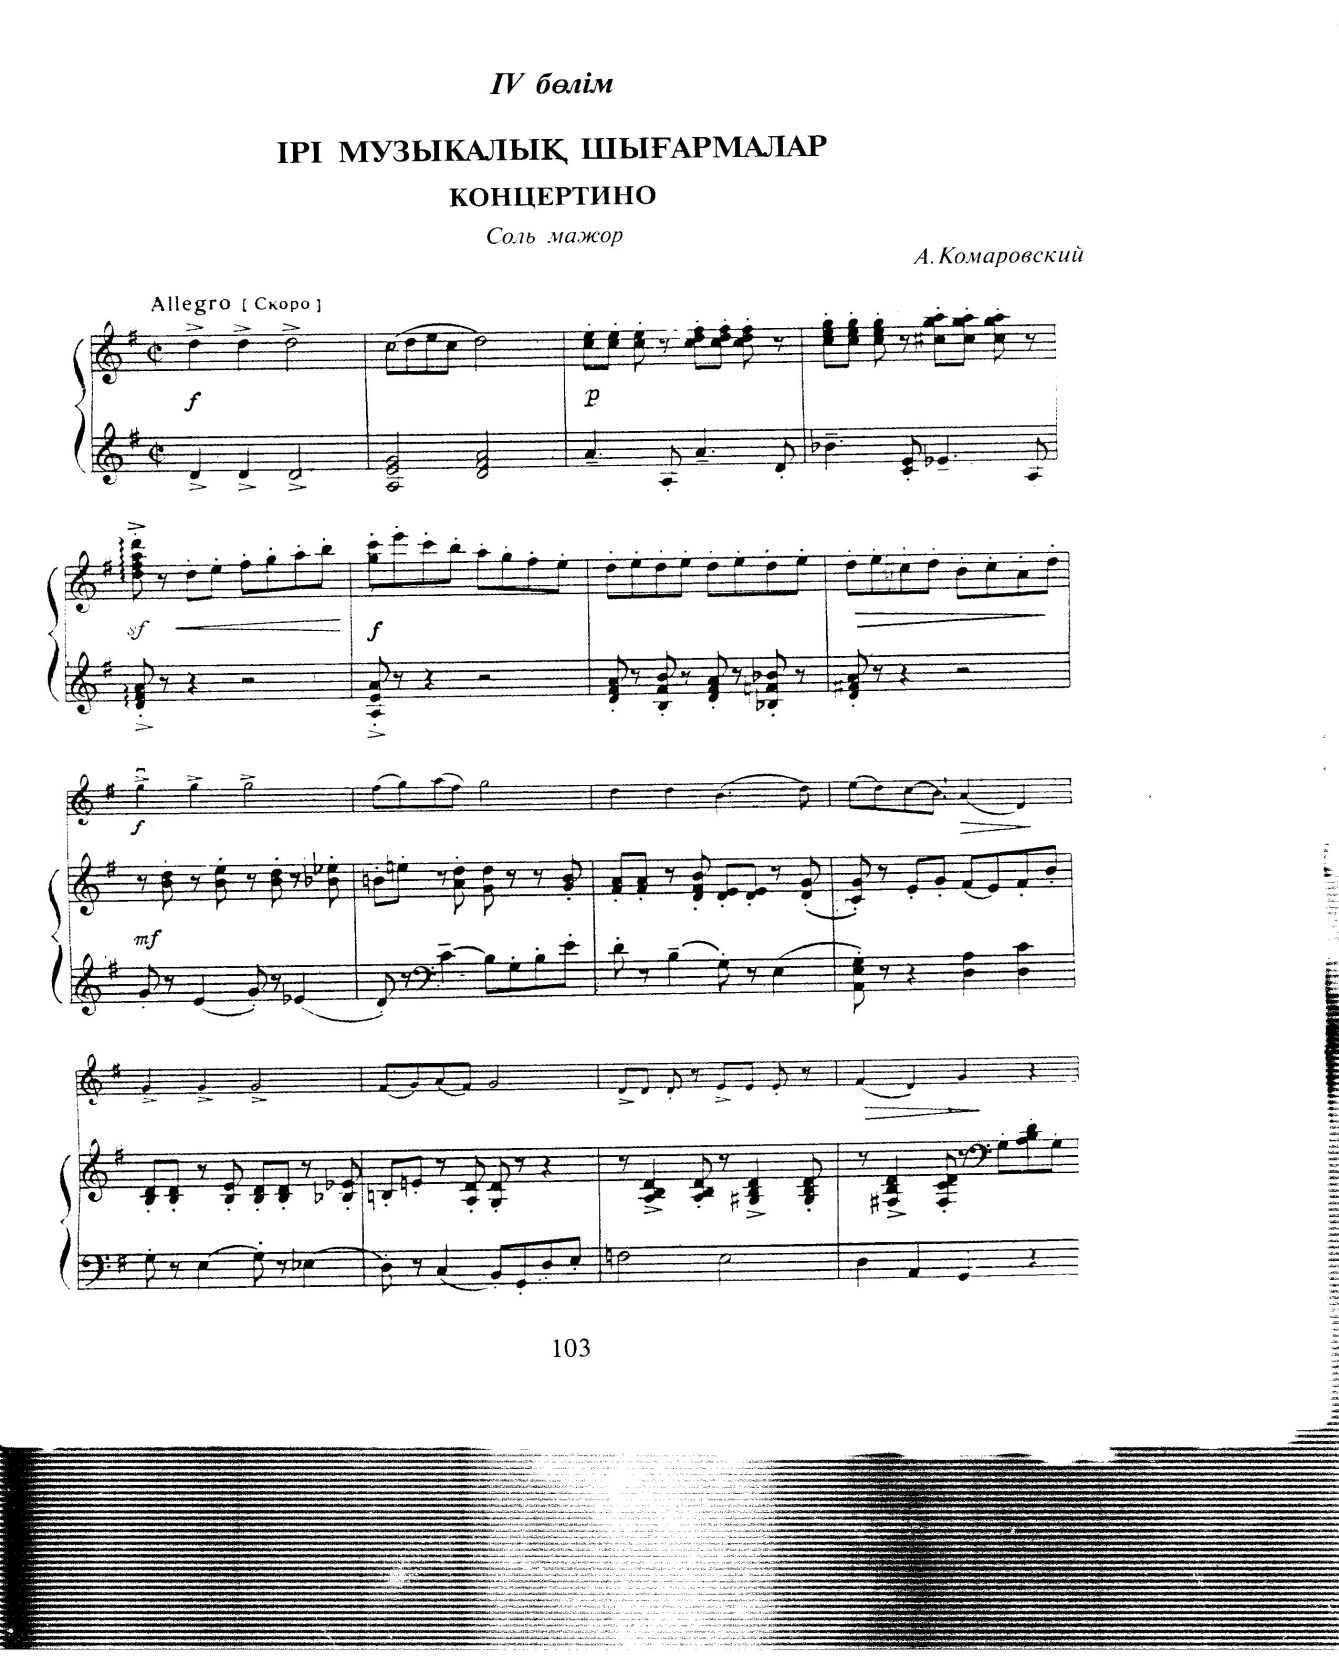 IV бөлім
ІРІ МУЗЫКАЛЫҚ ШЫҒАРМАЛАР
КОНЦЕРТИНО
Соль мажор
А.Комаровский
Allegro [ Скоро ]
f
p
sf
f
f
mf
103